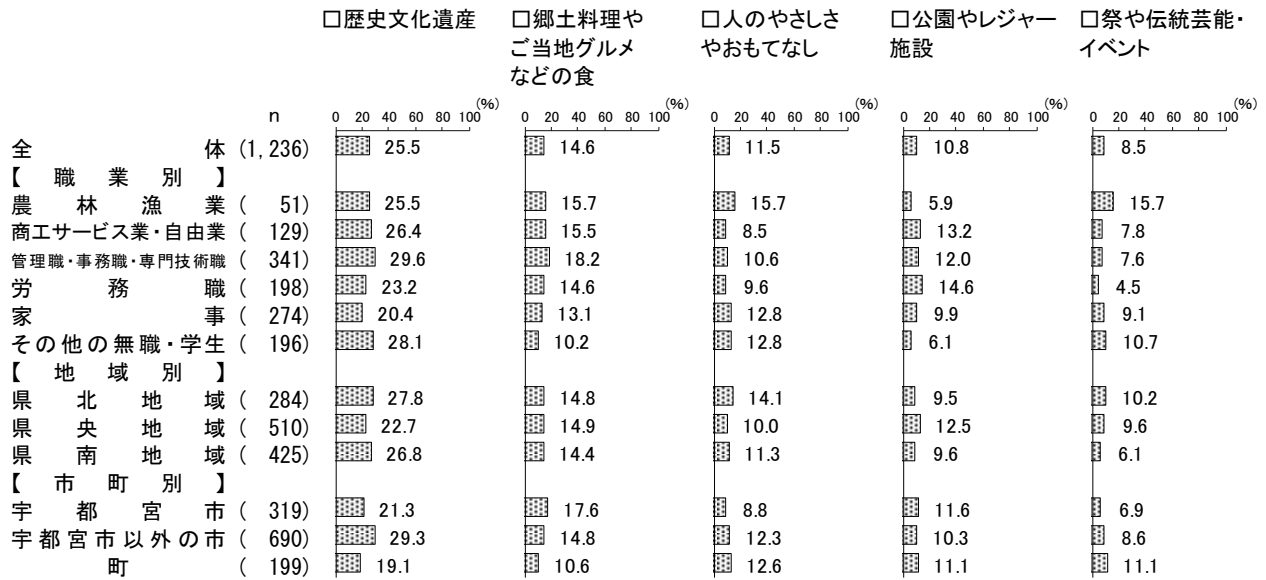 □歴史文化遺産 □郷土料理や □人のやさしさ □公園やレジャー □祭や伝統芸能・
ご当地グルメ やおもてなし 施設 イベント
などの食
(%) (%) (%) (%) (%)
n 0 20 40 60 80 100 0 20 40 60 80 100 0 20 40 60 80 100 0 20 40 60 80 100 0 20 40 60 80 100
全体 (1,236) 25.5 14.6 11.5 10.8 8.5
【職業別】
農林漁業 ( 51) 25.5 15.7 15.7 5.9 15.7
商工サービス業・自由業 ( 129) 26.4 15.5 8.5 13.2 7.8
管理職・事務職・専門技術職 ( 341) 29.6 18.2 10.6 12.0 7.6
労務職 ( 198) 23.2 14.6 9.6 14.6 4.5
家事 ( 274) 20.4 13.1 12.8 9.9 9.1
その他の無職・学生 ( 196) 28.1 10.2 12.8 6.1 10.7
【地域別】
県北地域 ( 284) 27.8 14.8 14.1 9.5 10.2
県央地域 ( 510) 22.7 14.9 10.0 12.5 9.6
県南地域 ( 425) 26.8 14.4 11.3 9.6 6.1
【市町別】
宇都宮市 ( 319) 21.3 17.6 8.8 11.6 6.9
宇都宮市以外の市 ( 690) 29.3 14.8 12.3 10.3 8.6
町 ( 199) 19.1 10.6 12.6 11.1 11.1